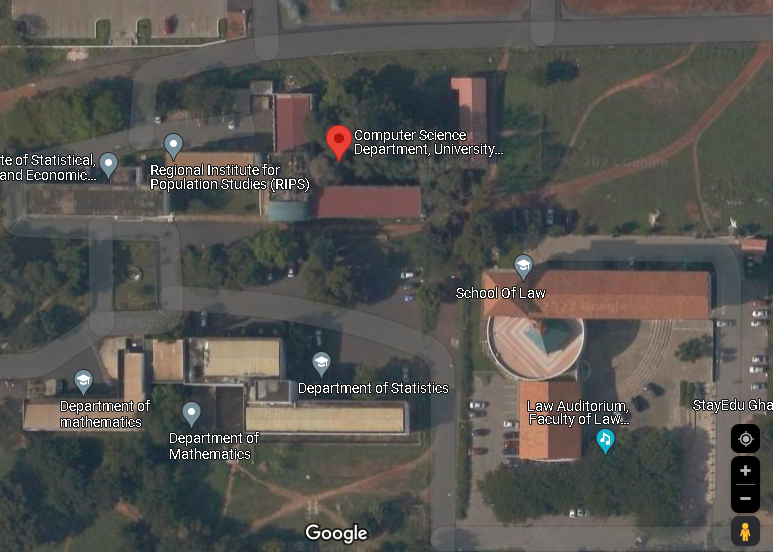 Computer Science
Department, University...
te of Statistical,
and Economic...
Regional Institute for
Population Studies (RIPS)
School Of Law
Department of Statistics
Department of
mathematics
Department of
Mathematics
Law Auditorium,
Faculty of Law...
StayEdu Gha
Google